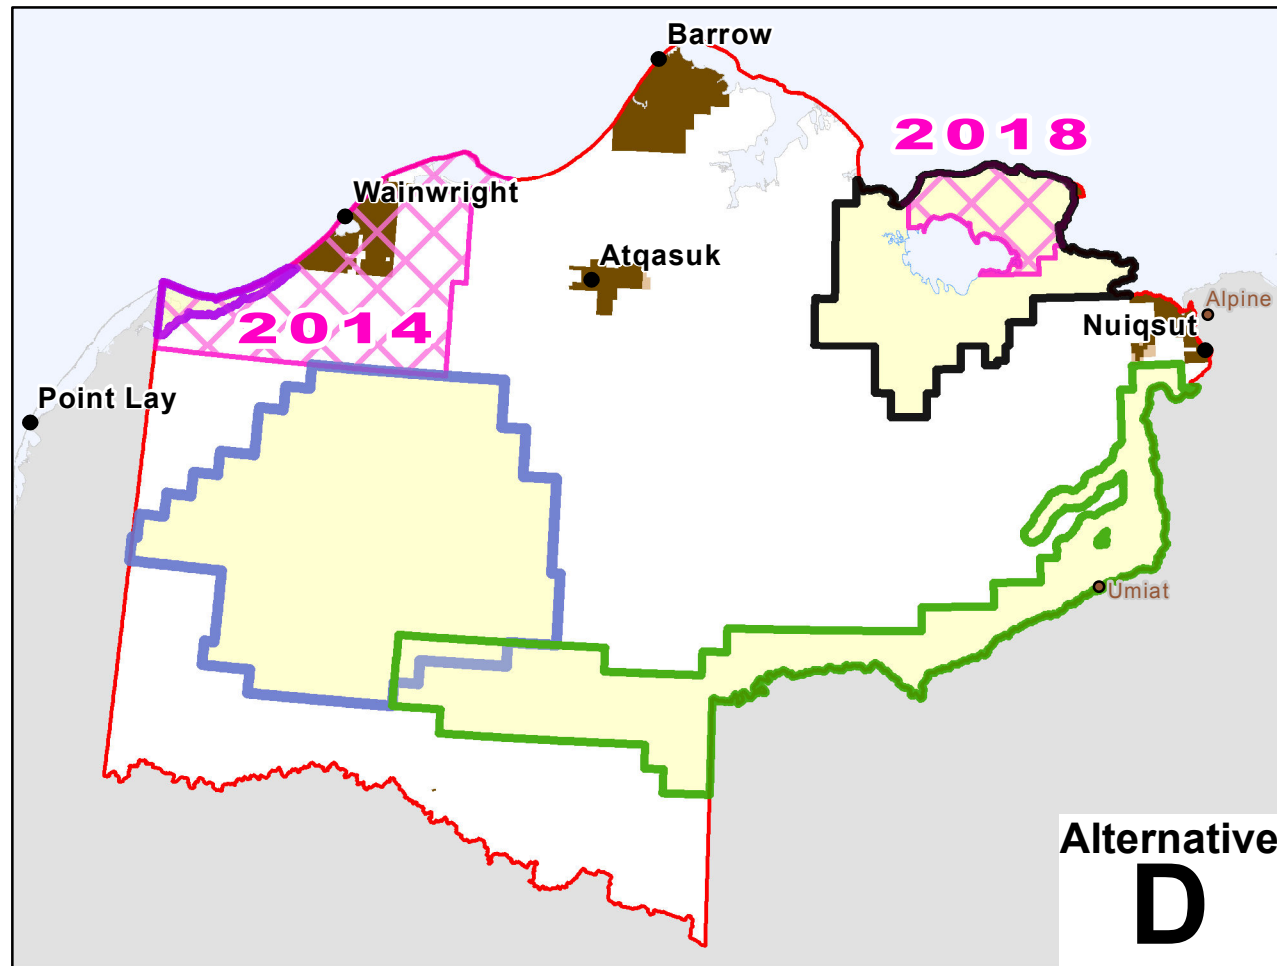 Barrow
2018
Wainwright
Atqasuk
Alpine
2014
Nuiqsut
Point Lay
Umiat
Alternative
D